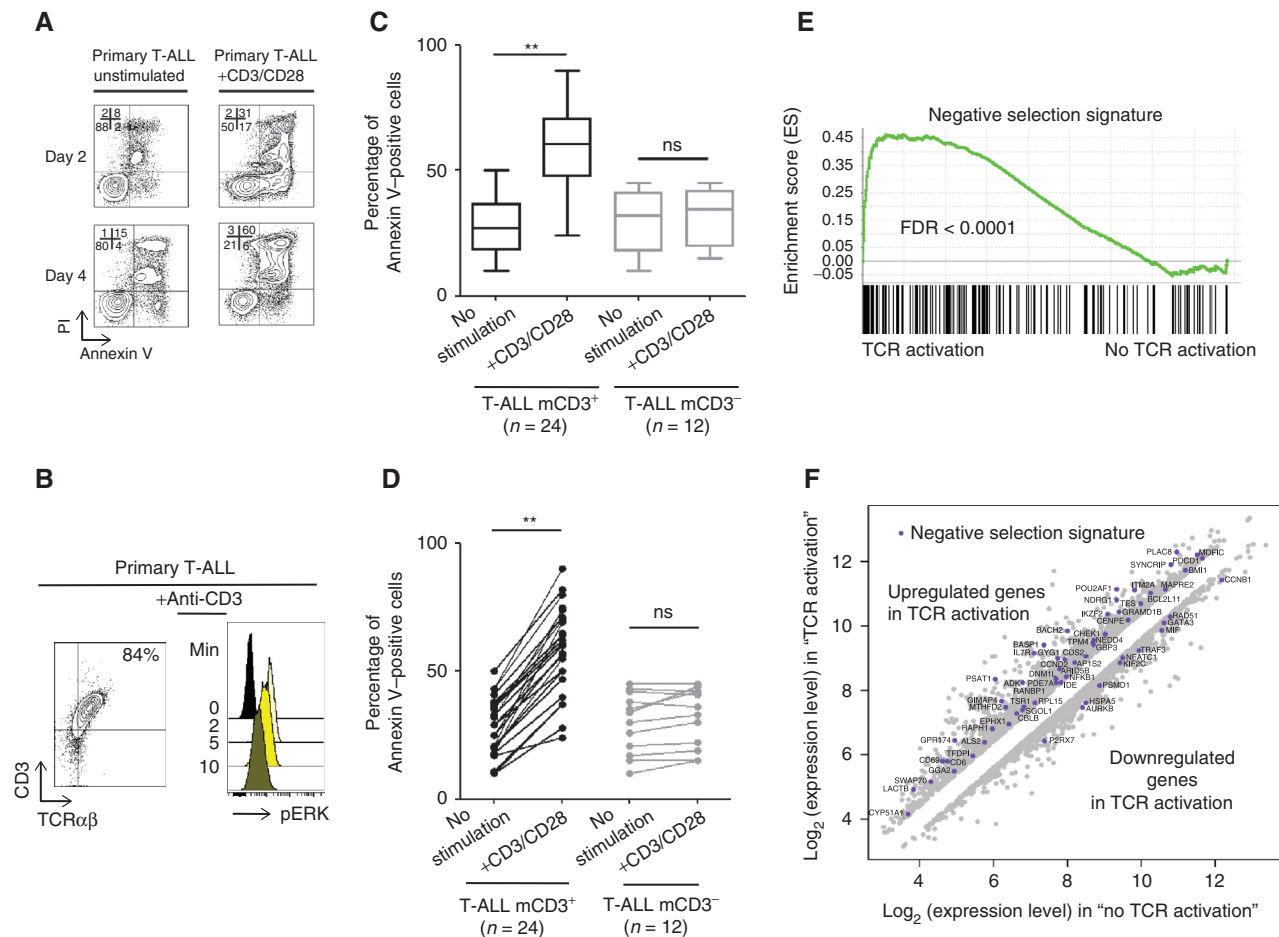 A
Primary T-ALL
unstimulated
Primary T-ALL
+CD3/CD28
Day 2
2 8
88 2
2 31
50 17
Day 4
1 15
80 4
3 60
21 6
PI
Annexin V
B
Primary T-ALL
+Anti-CD3
84%
Min
0
2
5
10
CD3
TCRαβ
pERK
C
Percentage of
Annexin V–positive cells
100
50
0
**
ns
No
stimulation
+CD3/CD28
No
stimulation
+CD3/CD28
T-ALL mCD3⁺
(n = 24)
T-ALL mCD3⁻
(n = 12)
D
Percentage of
Annexin V–positive cells
100
50
0
**
ns
No
stimulation
+CD3/CD28
No
stimulation
+CD3/CD28
T-ALL mCD3⁺
(n = 24)
T-ALL mCD3⁻
(n = 12)
E
Negative selection signature
Enrichment score (ES)
0.45
0.35
0.25
0.15
0.05
0.00
−0.05
FDR < 0.0001
TCR activation
No TCR activation
F
Log₂ (expression level) in “TCR activation”
12
10
8
6
4
Negative selection signature
Upregulated genes
in TCR activation
Downregulated
genes
in TCR activation
PLAC8
MDFIC
PDCD1
SYNCRIP
BMI1
CCNB1
POU2AF1
ITM2A
MAPRE2
NDRG1
TES
BCL2L11
IKZF2
GRAMD1B
CENPE
RAD51
GATA3
BACH2
CHEK1
MIF
BASP1
TPM4
NEDD4
GBP3
TRAF3
IL7R
GYG1
CDS2
NFATC1
CCND2
AP1S2
KIF2C
ARID5B
PSAT1
DNM1L
NFKB1
ADK
PDE7A
IDE
PSMD1
RANBP1
GIMAP4
TSR1
RPL15
HSPA5
MTHFD2
SGOL1
AURKB
EPHX1
CBLB
RAPH1
GPR174
ALS2
P2RX7
TFDP1
CD69
CD6
GGA2
SWAP70
LACTB
CYP51A1
4
6
8
10
12
Log₂ (expression level) in “no TCR activation”